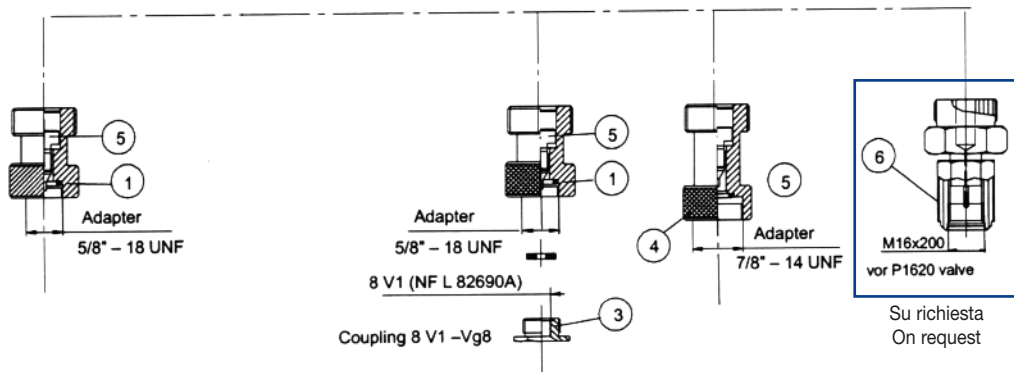 5
1
Adapter
5/8" – 18 UNF
5
1
Adapter
5/8" – 18 UNF
8 V1 (NF L 82690A)
3
Coupling 8 V1 –Vg8
5
4
Adapter
7/8" – 14 UNF
6
M16x200
vor P1620 valve
Su richiesta
On request